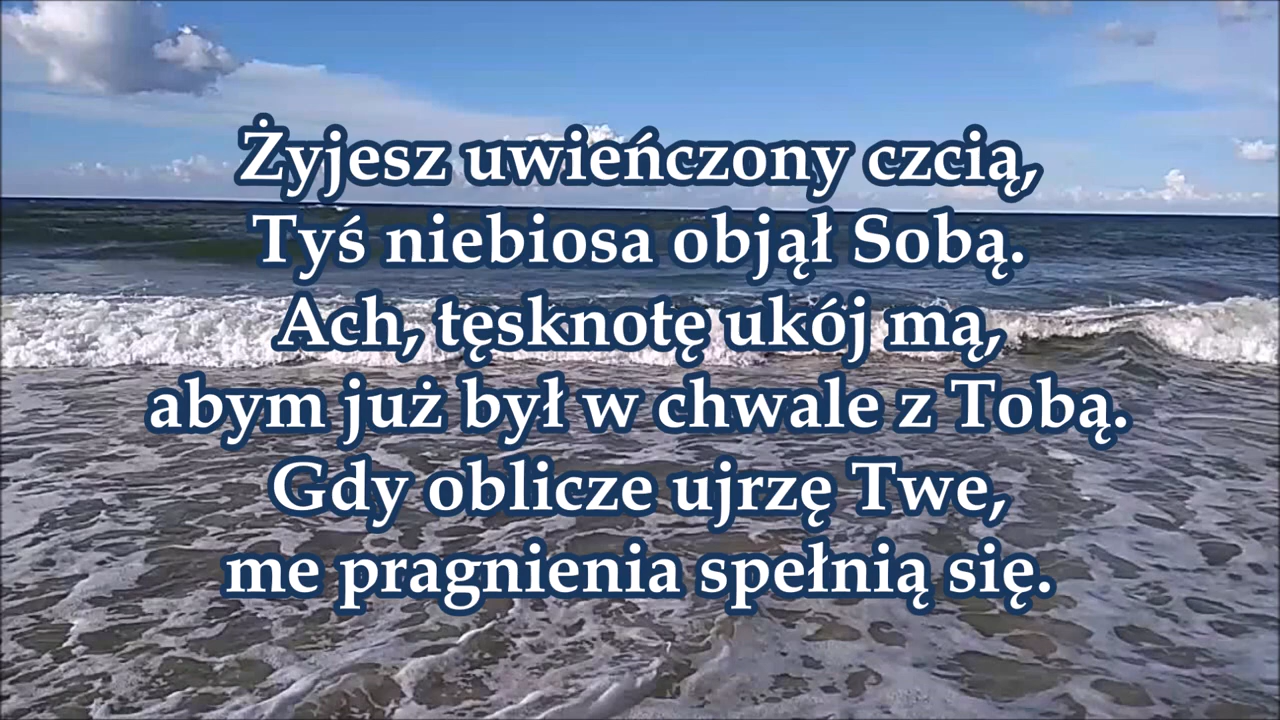 Żyjesz uwieńczony czcią,
Tyś niebiosa objął Sobą.
Ach, tęsknotę ukój mą,
abym już był w chwale z Tobą.
Gdy oblicze ujrzę Twe,
me pragnienia spełnią się.